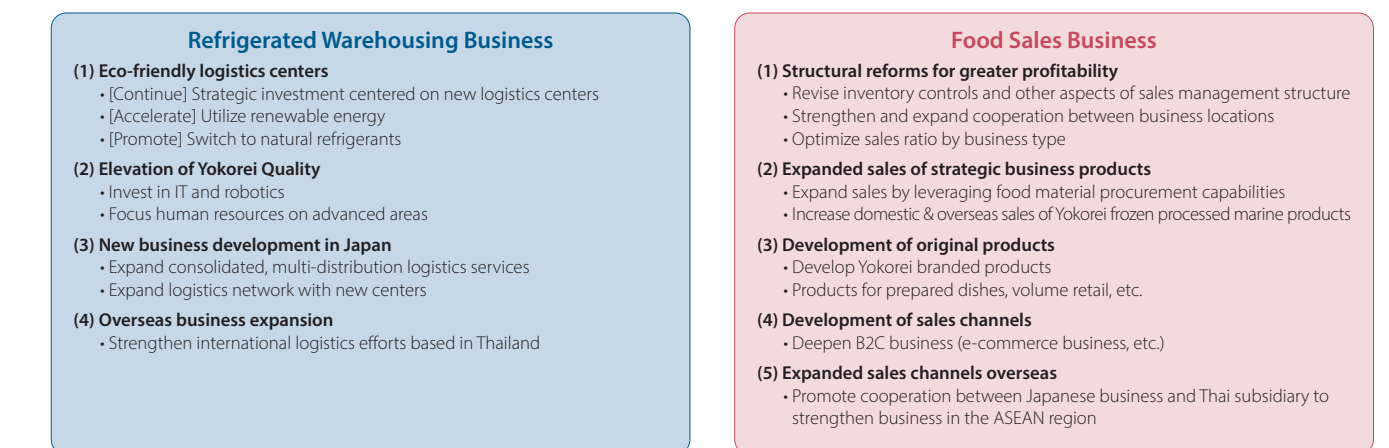 Refrigerated Warehousing Business
(1) Eco-friendly logistics centers
• [Continue] Strategic investment centered on new logistics centers
• [Accelerate] Utilize renewable energy
• [Promote] Switch to natural refrigerants
(2) Elevation of Yokorei Quality
• Invest in IT and robotics
• Focus human resources on advanced areas
(3) New business development in Japan
• Expand consolidated, multi-distribution logistics services
• Expand logistics network with new centers
(4) Overseas business expansion
• Strengthen international logistics efforts based in Thailand
Food Sales Business
(1) Structural reforms for greater profitability
• Revise inventory controls and other aspects of sales management structure
• Strengthen and expand cooperation between business locations
• Optimize sales ratio by business type
(2) Expanded sales of strategic business products
• Expand sales by leveraging food material procurement capabilities
• Increase domestic & overseas sales of Yokorei frozen processed marine products
(3) Development of original products
• Develop Yokorei branded products
• Products for prepared dishes, volume retail, etc.
(4) Development of sales channels
• Deepen B2C business (e-commerce business, etc.)
(5) Expanded sales channels overseas
• Promote cooperation between Japanese business and Thai subsidiary to
strengthen business in the ASEAN region